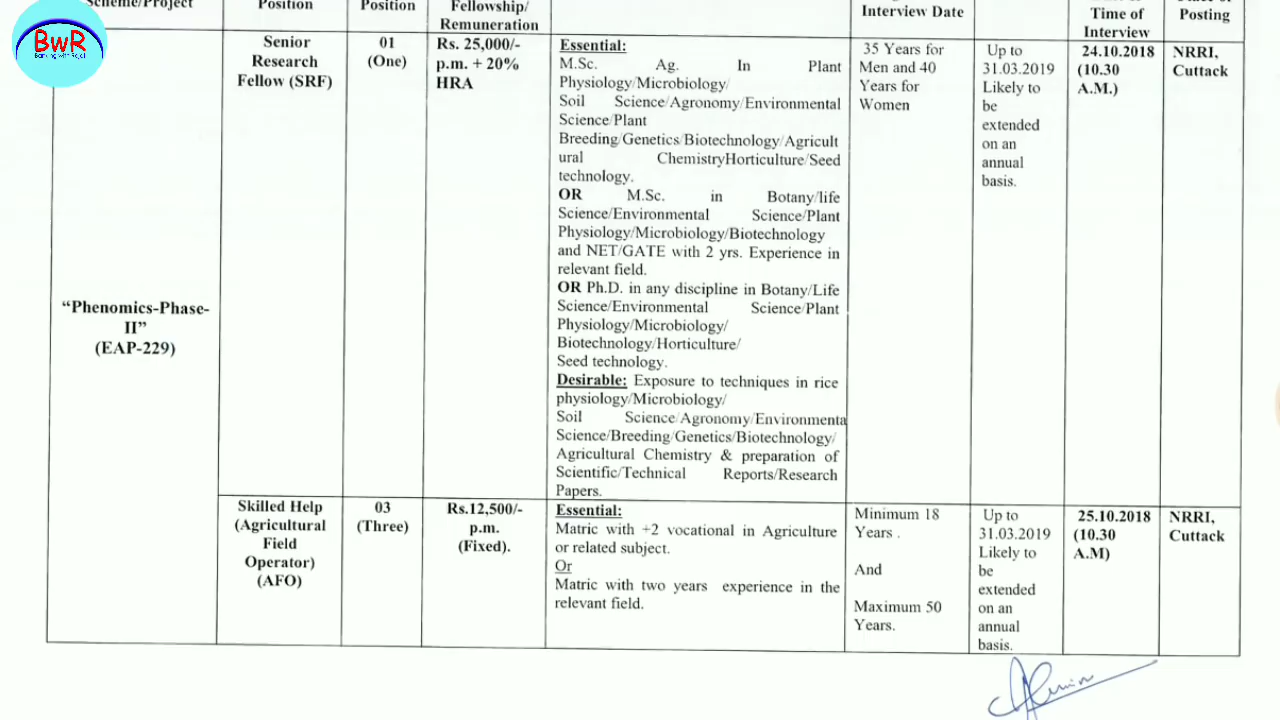 Scheme/Project
Position
Position
Fellowship/
Remuneration
Interview Date
Time of
Interview
Posting
BwR
“Phenomics-Phase-
II”
(EAP-229)
Senior
Research
Fellow (SRF)
01
(One)
Rs. 25,000/-
p.m. + 20%
HRA
Essential:
M.Sc. Ag. In Plant
Physiology/Microbiology/
Soil Science/Agronomy/Environmental
Science/Plant
Breeding/Genetics/Biotechnology/Agricult
ural ChemistryHorticulture/Seed
technology.
OR M.Sc. in Botany/life
Science/Environmental Science/Plant
Physiology/Microbiology/Biotechnology
and NET/GATE with 2 yrs. Experience in
relevant field.
OR Ph.D. in any discipline in Botany/Life
Science/Environmental Science/Plant
Physiology/Microbiology/
Biotechnology/Horticulture/
Seed technology.
Desirable: Exposure to techniques in rice
physiology/Microbiology/
Soil Science/Agronomy/Environmenta
Science/Breeding/Genetics/Biotechnology/
Agricultural Chemistry & preparation of
Scientific/Technical Reports/Research
Papers.
35 Years for
Men and 40
Years for
Women
Up to
31.03.2019
Likely to
be
extended
on an
annual
basis.
24.10.2018
(10.30
A.M.)
NRRI,
Cuttack
Skilled Help
(Agricultural
Field
Operator)
(AFO)
03
(Three)
Rs.12,500/-
p.m.
(Fixed).
Essential:
Matric with +2 vocational in Agriculture
or related subject.
Or
Matric with two years experience in the
relevant field.
Minimum 18
Years .
And
Maximum 50
Years.
Up to
31.03.2019
Likely to
be
extended
on an
annual
basis.
25.10.2018
(10.30
A.M)
NRRI,
Cuttack